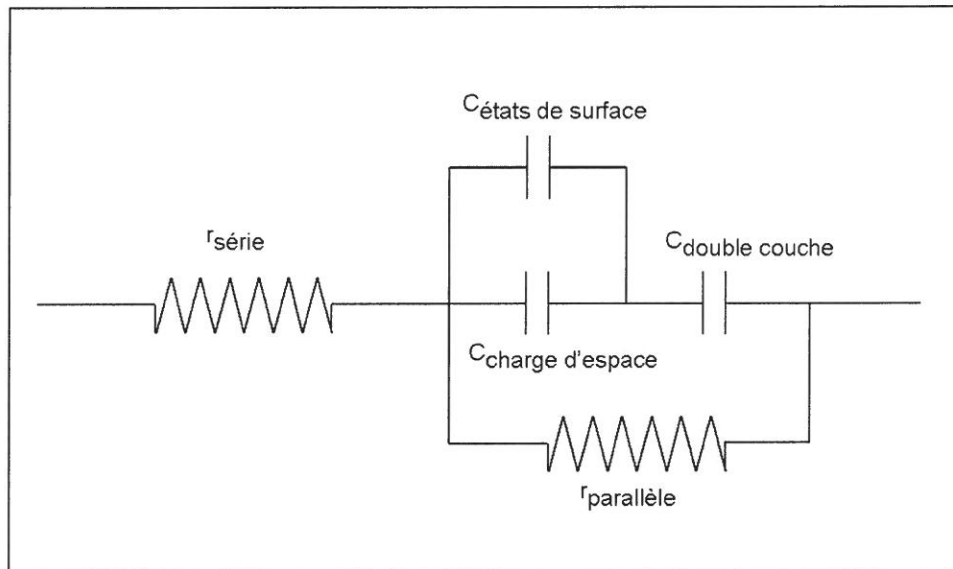 Cétats de surface
rsérie
Cdouble couche
Ccharge d'espace
rparallèle